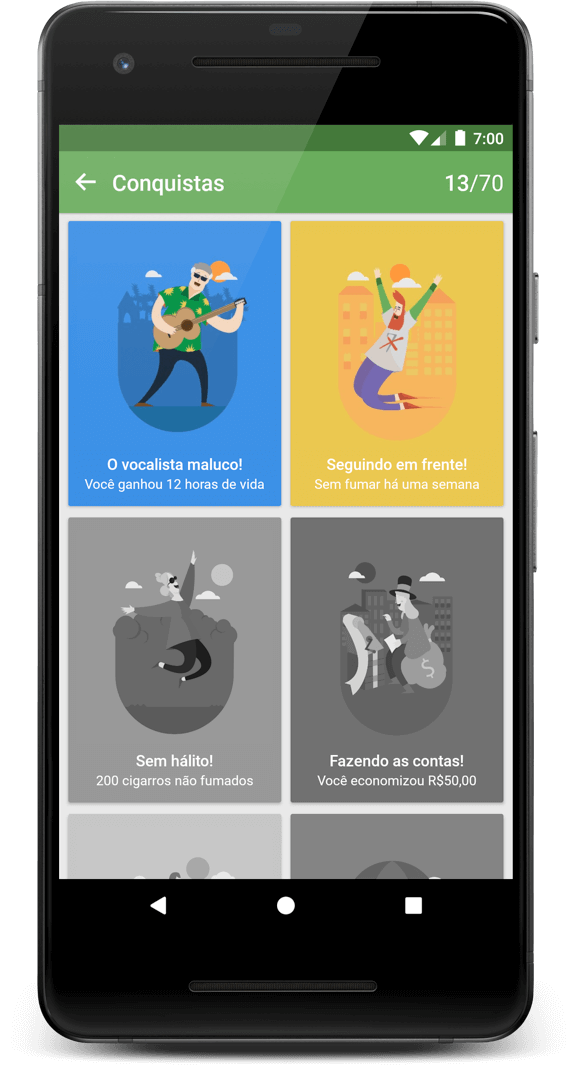 7:00
Conquistas 13/70
O vocalista maluco!
Você ganhou 12 horas de vida
Seguindo em frente!
Sem fumar há uma semana
Sem hálito!
200 cigarros não fumados
Fazendo as contas!
Você economizou R$50,00